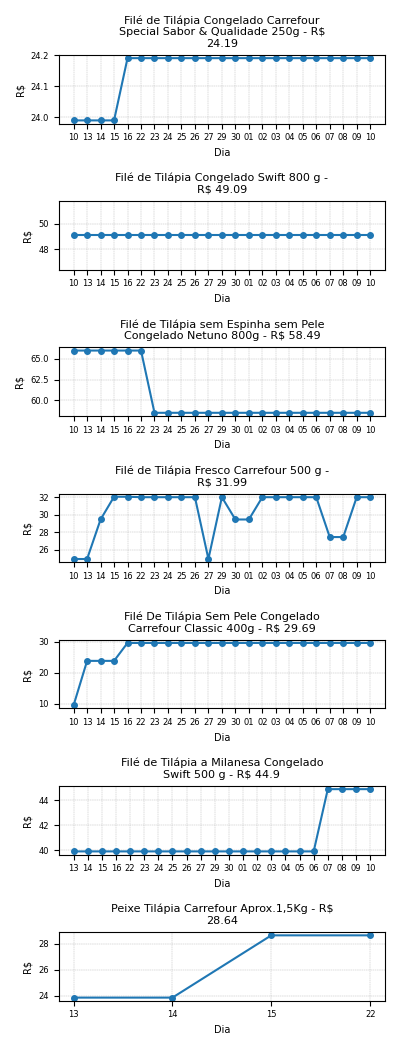 Filé de Tilápia Congelado Carrefour
Special Sabor & Qualidade 250g - R$
24.19
24.2
24.1
24.0
R$
10 13 14 15 16 22 23 24 25 26 27 29 30 01 02 03 04 05 06 07 08 09 10
Dia
Filé de Tilápia Congelado Swift 800 g -
R$ 49.09
50
48
R$
10 13 14 15 16 22 23 24 25 26 27 29 30 01 02 03 04 05 06 07 08 09 10
Dia
Filé de Tilápia sem Espinha sem Pele
Congelado Netuno 800g - R$ 58.49
65.0
62.5
60.0
R$
10 13 14 15 16 22 23 24 25 26 27 29 30 01 02 03 04 05 06 07 08 09 10
Dia
Filé de Tilápia Fresco Carrefour 500 g -
R$ 31.99
32
30
28
26
R$
10 13 14 15 16 22 23 24 25 26 27 29 30 01 02 03 04 05 06 07 08 09 10
Dia
Filé De Tilápia Sem Pele Congelado
Carrefour Classic 400g - R$ 29.69
30
20
10
R$
10 13 14 15 16 22 23 24 25 26 27 29 30 01 02 03 04 05 06 07 08 09 10
Dia
Filé de Tilápia a Milanesa Congelado
Swift 500 g - R$ 44.9
44
42
40
R$
13 14 15 16 22 23 24 25 26 27 29 30 01 02 03 04 05 06 07 08 09 10
Dia
Peixe Tilápia Carrefour Aprox.1,5Kg - R$
28.64
28
26
24
R$
13 14 15 22
Dia